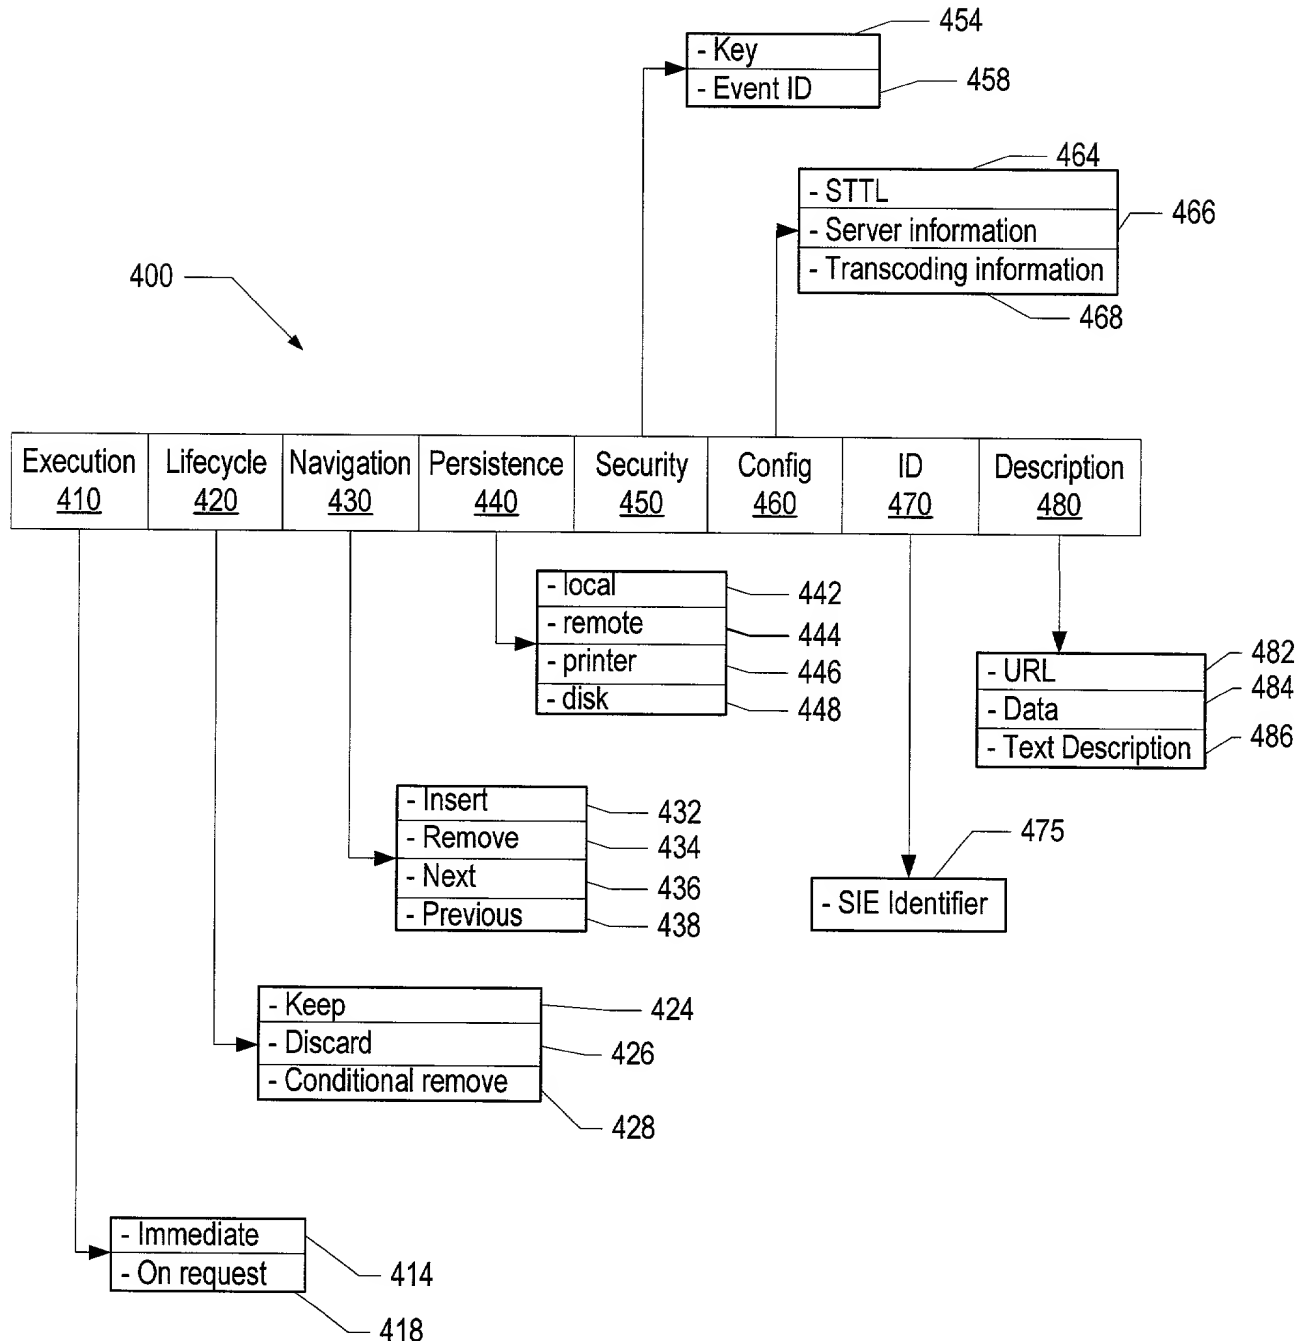 454
- Key
- Event ID
458
464
- STTL
466
- Server information
- Transcoding information
468
400
Execution Lifecycle Navigation Persistence Security Config ID Description
410 420 430 440 450 460 470 480
- local
442
- remote
444
- printer
446
- disk
448
482
- URL
484
- Data
- Text Description
486
- Insert
432
- Remove
434
- Next
436
- Previous
438
475
- SIE Identifier
- Keep
424
- Discard
426
- Conditional remove
428
- Immediate
- On request
414
418